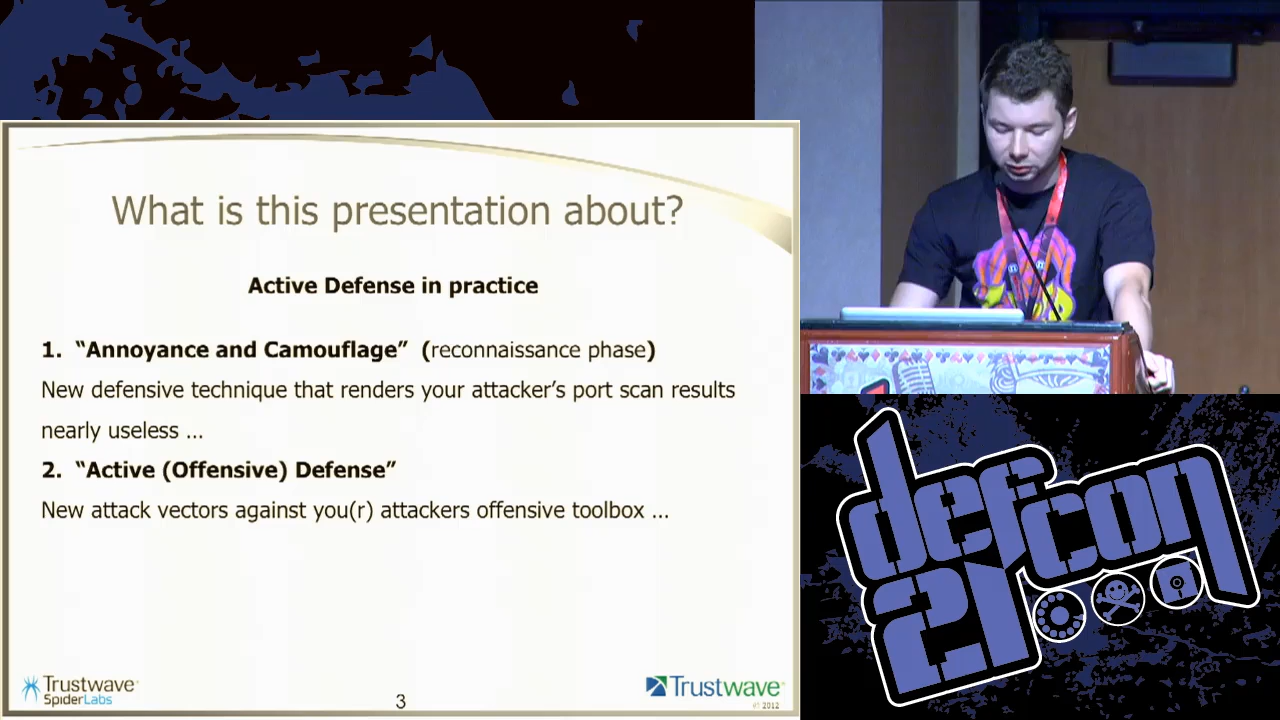 What is this presentation about?
Active Defense in practice
1. “Annoyance and Camouflage” (reconnaissance phase)
New defensive technique that renders your attacker’s port scan results
nearly useless ...
2. “Active (Offensive) Defense”
New attack vectors against you(r) attackers offensive toolbox ...
Trustwave®
SpiderLabs
3
Trustwave®
© 2012
defcon
21